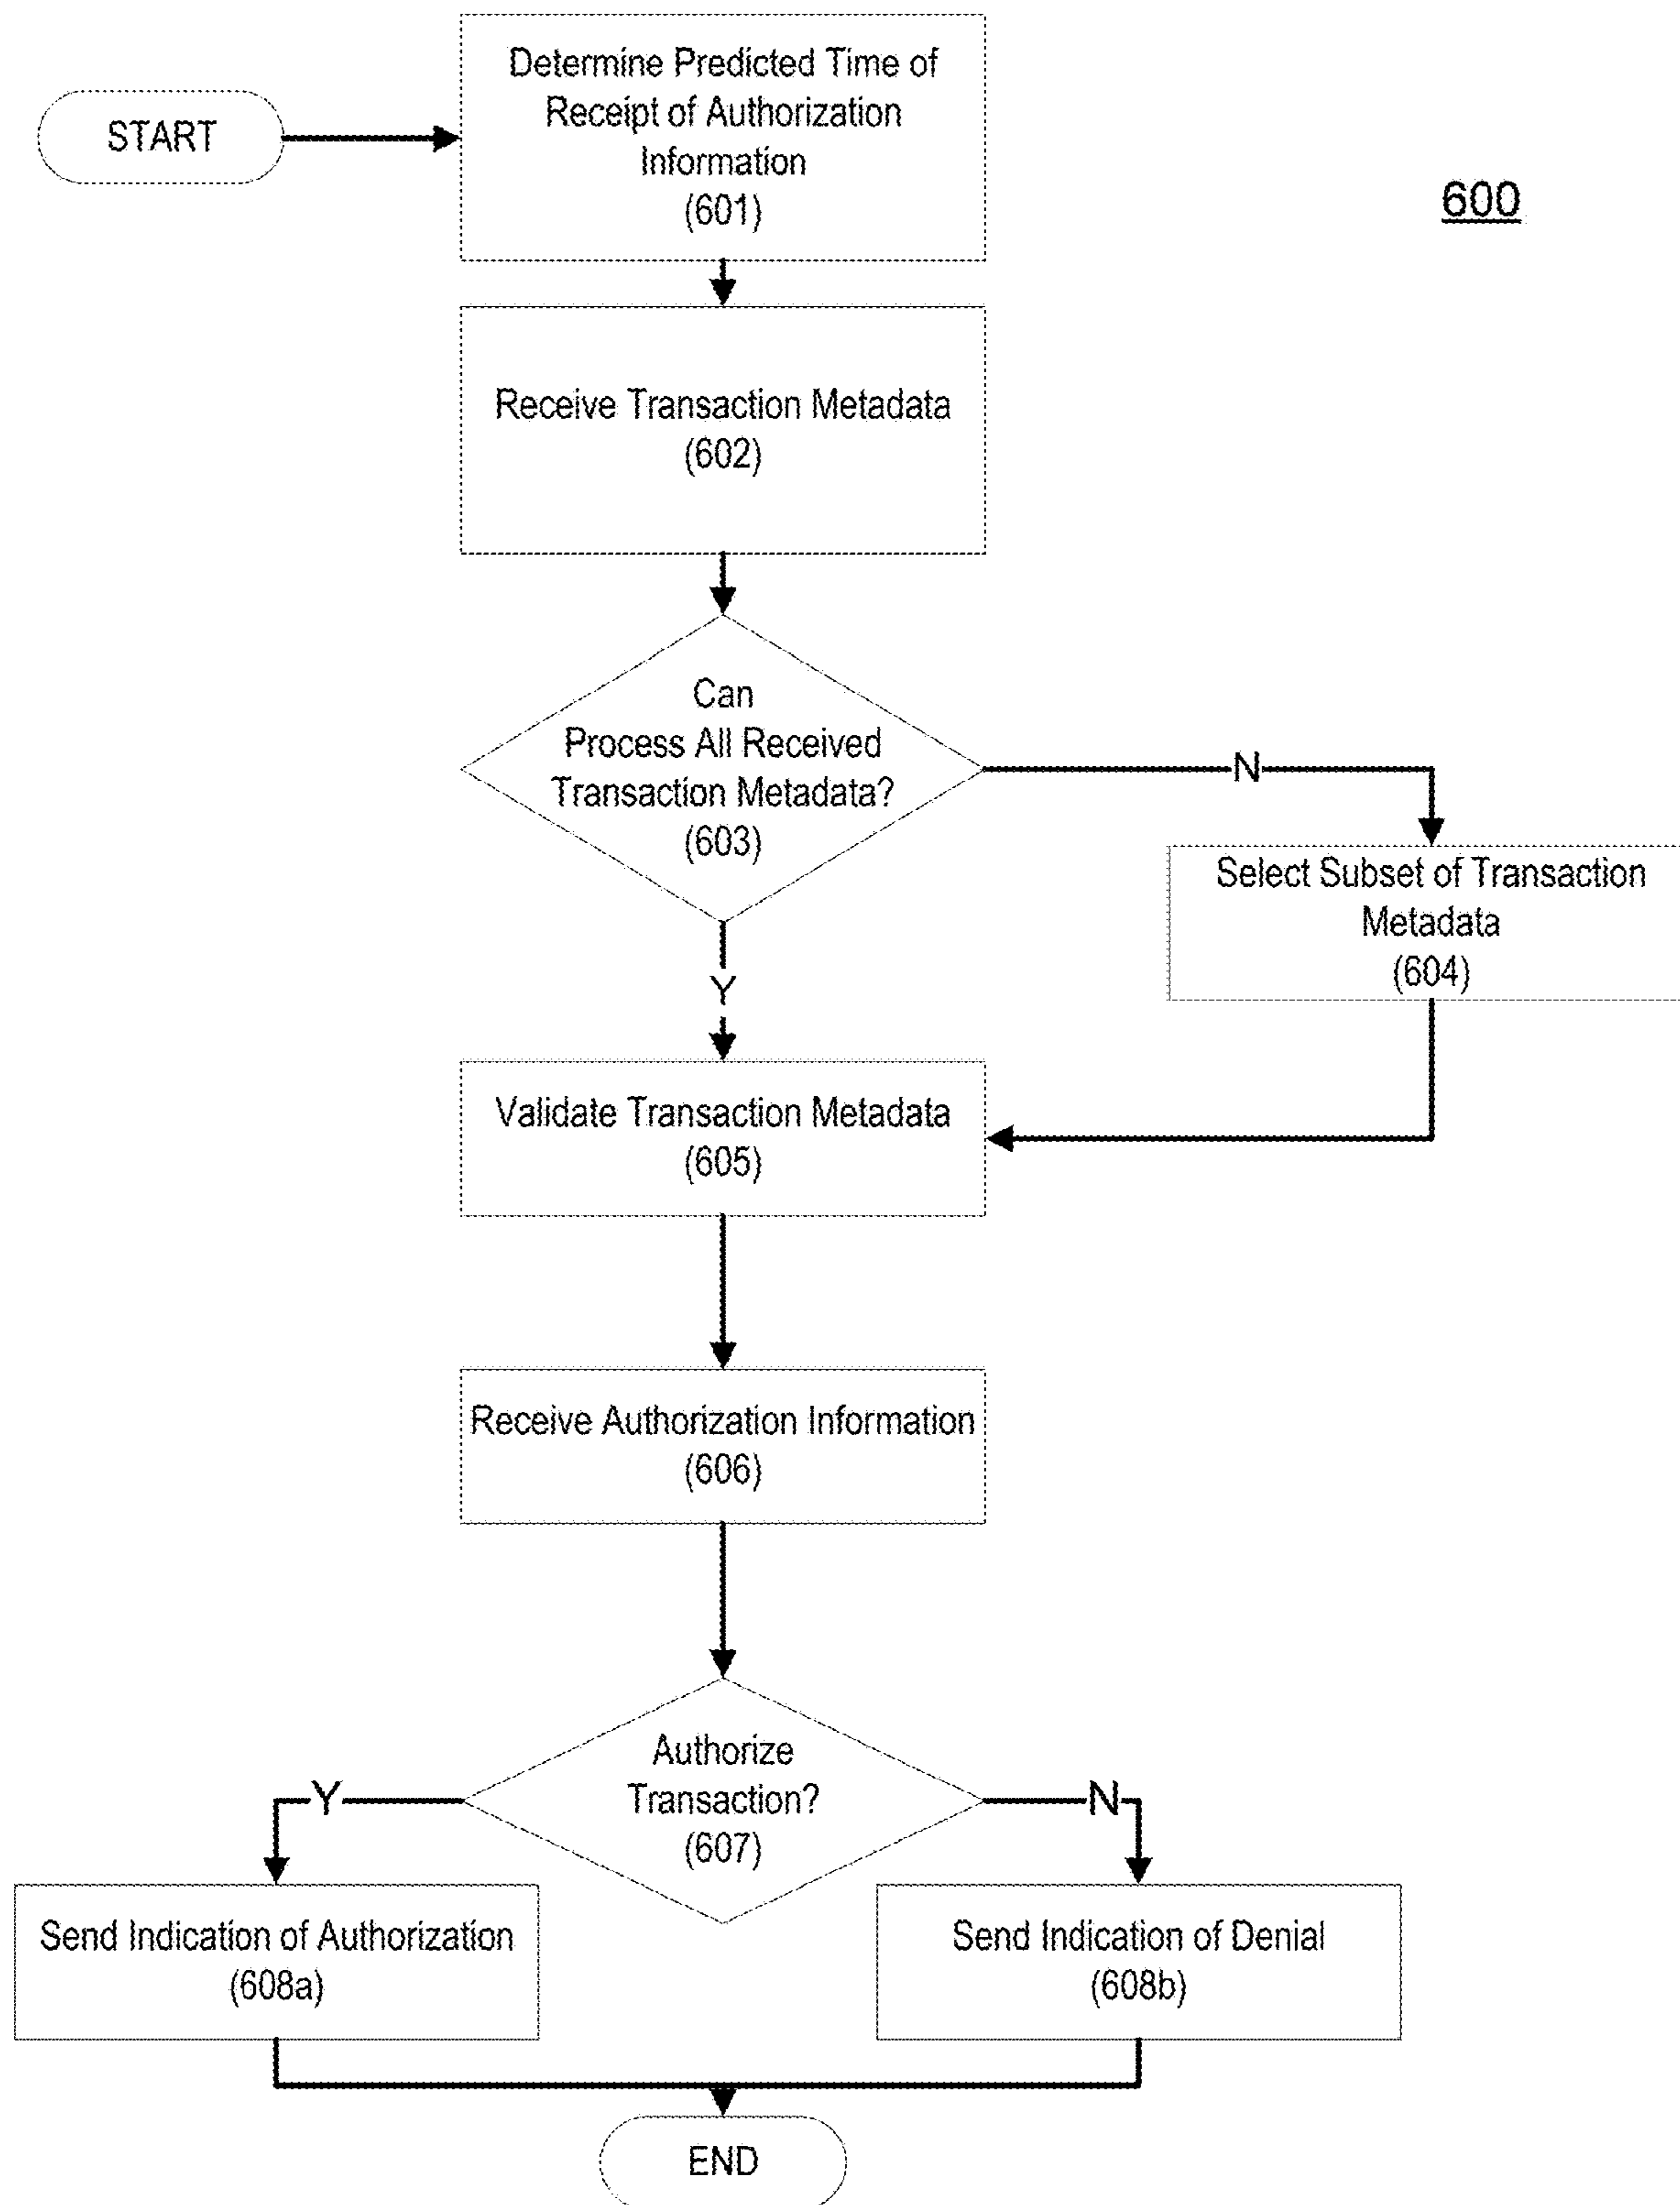 START
Determine Predicted Time of
Receipt of Authorization
Information
(601)
600
Receive Transaction Metadata
(602)
Can
Process All Received
Transaction Metadata?
(603)
N
Select Subset of Transaction
Metadata
(604)
Y
Validate Transaction Metadata
(605)
Receive Authorization Information
(606)
Authorize
Transaction?
(607)
Y
N
Send Indication of Authorization
(608a)
Send Indication of Denial
(608b)
END